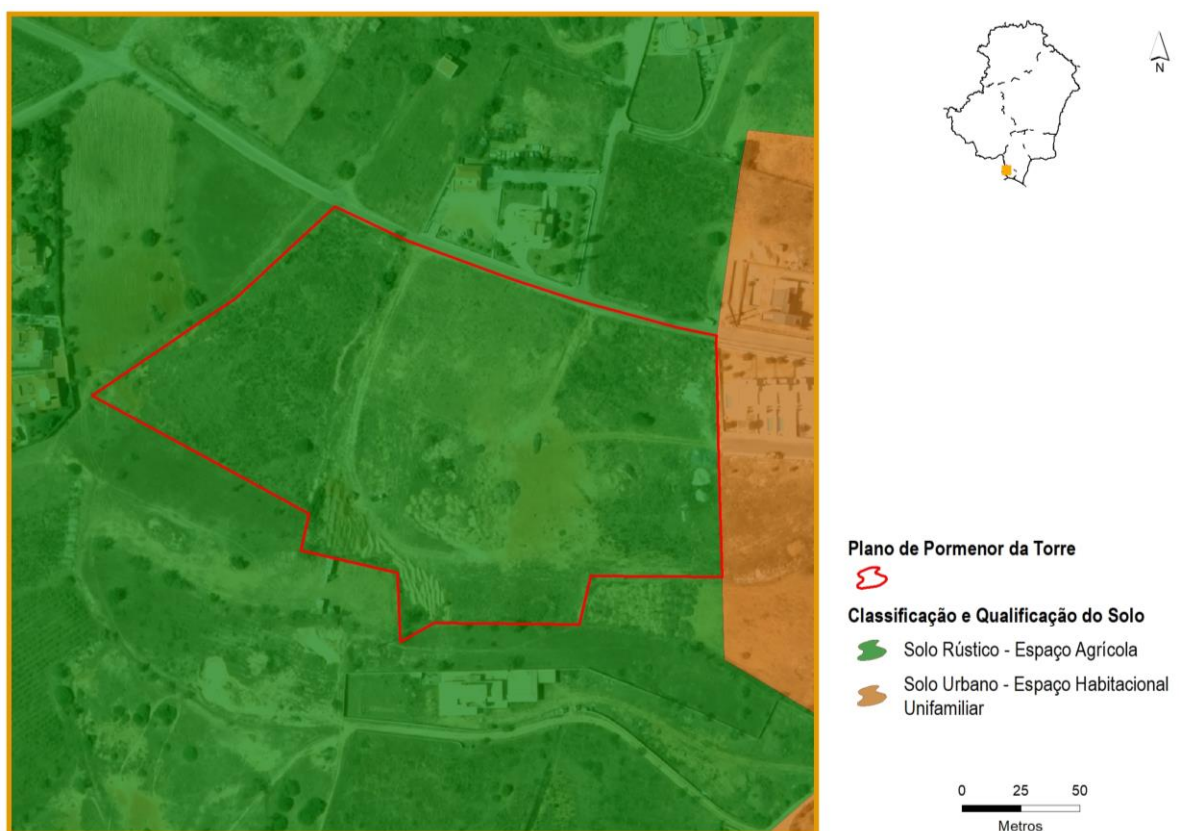 N
Plano de Pormenor da Torre
Classificação e Qualificação do Solo
Solo Rústico - Espaço Agrícola
Solo Urbano - Espaço Habitacional
Unifamiliar
0 25 50
Metros